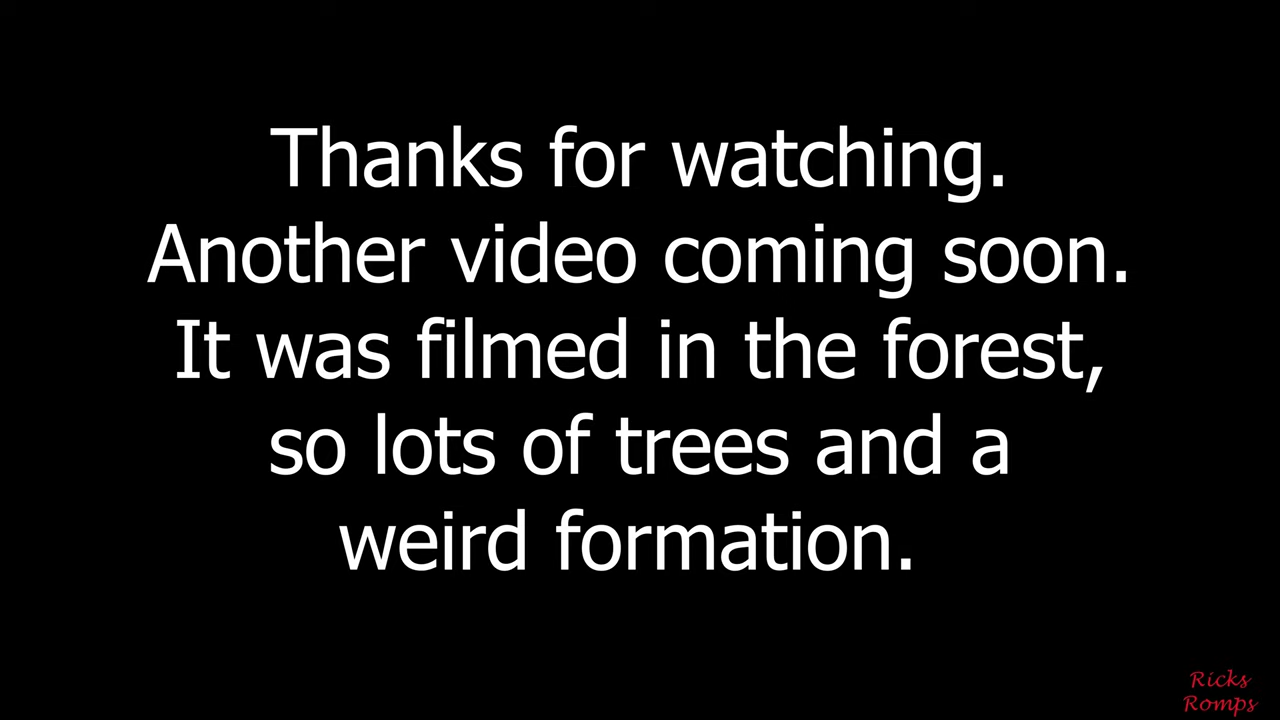 Thanks for watching.
Another video coming soon.
It was filmed in the forest,
so lots of trees and a
weird formation.
Ricks
Romps